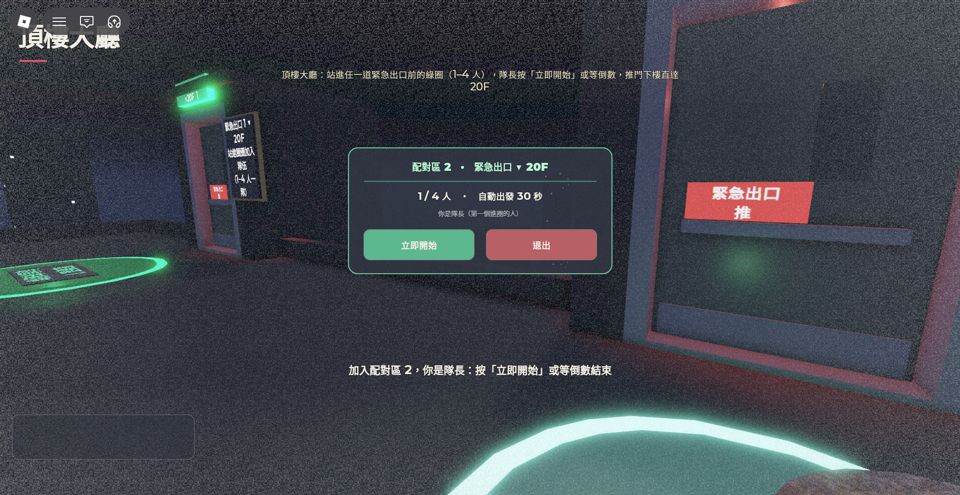 頂樓大廳
頂樓大廳：站進任一道緊急出口前的綠圈（1–4 人），隊長按「立即開始」或等倒數，推門下樓直達
20F
緊急出口 1 ▾
20F
(1-4 人一
緊急出口
推
配對區 2 • 緊急出口 ▾ 20F
1 / 4 人 • 自動出發 30 秒
你是隊長（第一個進圈的人）
立即開始
退出
加入配對區 2，你是隊長：按「立即開始」或等倒數結束